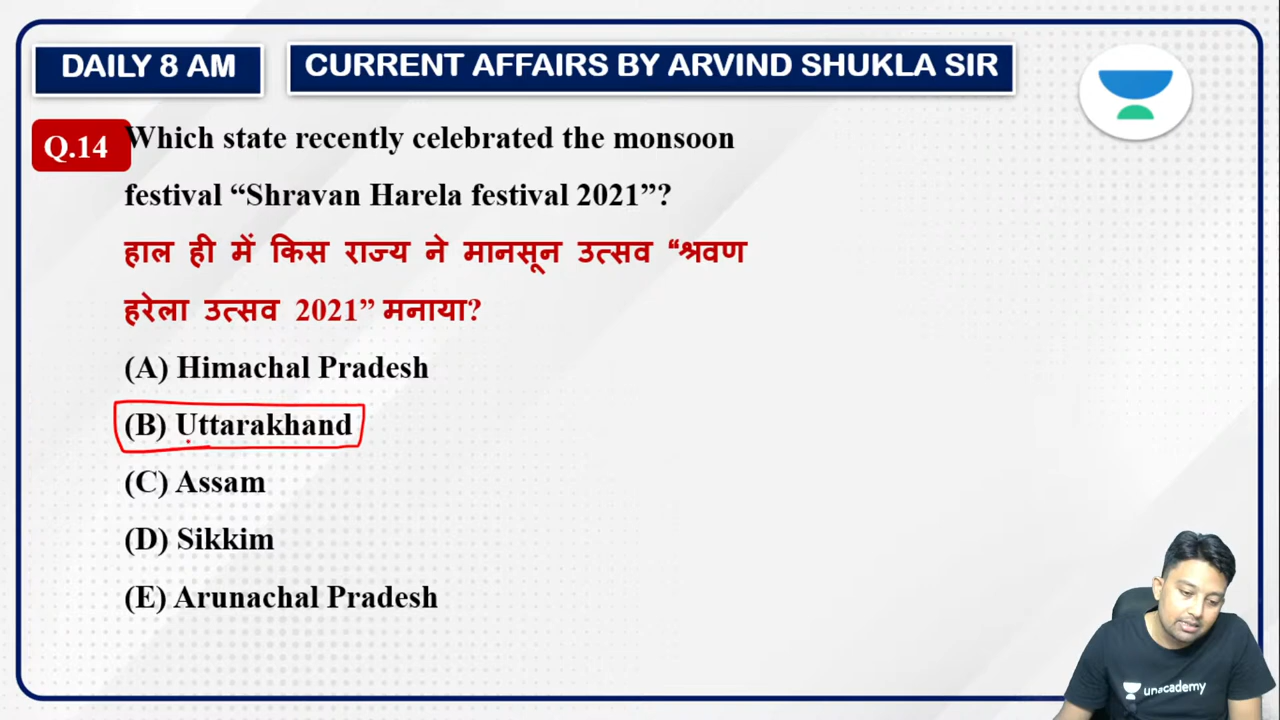 DAILY 8 AM
CURRENT AFFAIRS BY ARVIND SHUKLA SIR
Q.14
Which state recently celebrated the monsoon
festival “Shravan Harela festival 2021”?
हाल ही में किस राज्य ने मानसून उत्सव “श्रवण
हरेला उत्सव 2021” मनाया?
(A) Himachal Pradesh
(B) Uttarakhand
(C) Assam
(D) Sikkim
(E) Arunachal Pradesh
unacademy